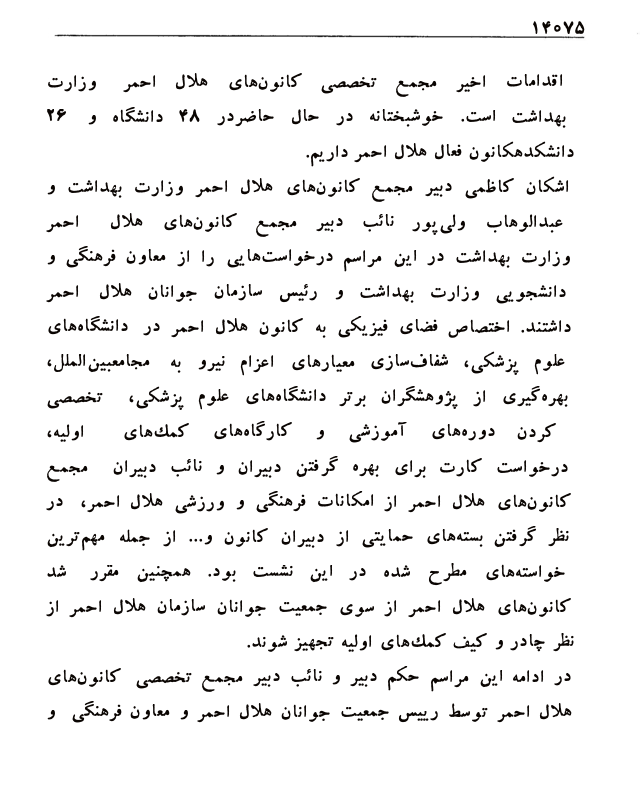 ۱۴۰۷۵
اقدامات اخیر مجمع تخصصی کانون‌های هلال احمر وزارت
بهداشت است. خوشبختانه در حال حاضردر ۴۸ دانشگاه و ۲۶
دانشکدهکانون فعال هلال احمر داریم.
اشکان کاظمی دبیر مجمع کانون‌های هلال احمر وزارت بهداشت و
عبدالوهاب ولی‌پور نائب دبیر مجمع کانون‌های هلال احمر
وزارت بهداشت در این مراسم درخواست‌هایی را از معاون فرهنگی و
دانشجویی وزارت بهداشت و رئیس سازمان جوانان هلال احمر
داشتند. اختصاص فضای فیزیکی به کانون هلال احمر در دانشگاه‌های
علوم پزشکی، شفاف‌سازی معیارهای اعزام نیرو به مجامعبین‌الملل،
بهره‌گیری از پژوهشگران برتر دانشگاه‌های علوم پزشکی، تخصصی
کردن دوره‌های آموزشی و کارگاه‌های کمك‌های اولیه،
درخواست کارت برای بهره گرفتن دبیران و نائب دبیران مجمع
کانون‌های هلال احمر از امکانات فرهنگی و ورزشی هلال احمر، در
نظر گرفتن بسته‌های حمایتی از دبیران کانون و... از جمله مهم‌ترین
خواسته‌های مطرح شده در این نشست بود. همچنین مقرر شد
کانون‌های هلال احمر از سوی جمعیت جوانان سازمان هلال احمر از
نظر چادر و کیف کمك‌های اولیه تجهیز شوند.
در ادامه این مراسم حکم دبیر و نائب دبیر مجمع تخصصی کانون‌های
هلال احمر توسط رییس جمعیت جوانان هلال احمر و معاون فرهنگی و